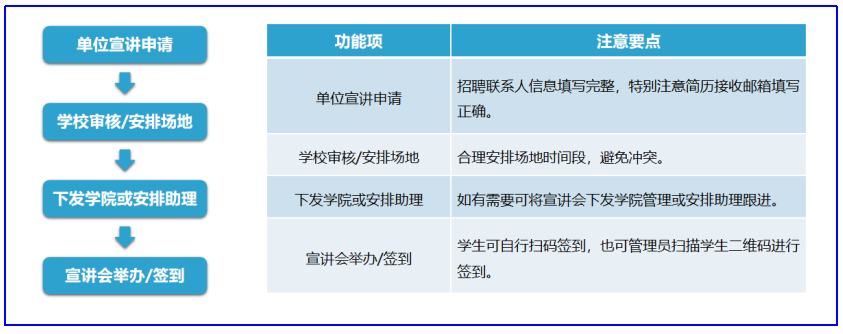 单位宣讲申请
学校审核/安排场地
下发学院或安排助理
宣讲会举办/签到
功能项
注意要点
单位宣讲申请
招聘联系人信息填写完整，特别注意简历接收邮箱填写
正确。
学校审核/安排场地
合理安排场地时间段，避免冲突。
下发学院或安排助理
如有需要可将宣讲会下发学院管理或安排助理跟进。
宣讲会举办/签到
学生可自行扫码签到，也可管理员扫描学生二维码进行
签到。